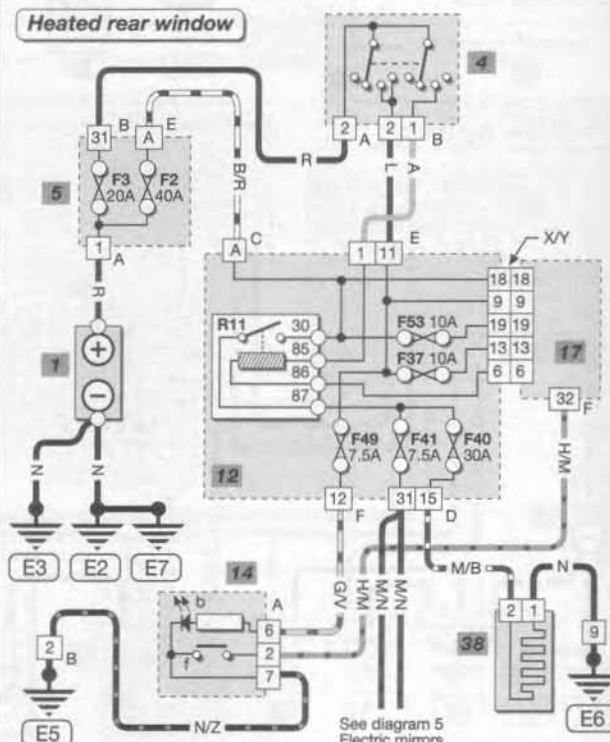 Heated rear window
4
2 A 2 1 B
31 B A E
5
F3 20A F2 40A
1 A
R
B/R
R
L
A
C
A
1 11 E
X/Y
18 18
9 9
19 19
13 13
6 6
17
32 F
R11 30
85
86
87
F53 10A
F37 10A
F49 7.5A
F41 7.5A
F40 30A
12
12 F
31 15 D
1
+
−
N N
E3 E2 E7
G/V
H/M
M/N M/N
H/M
M/B
N
2 1
38
9
E6
14
b
f
A
6
2
7
2 B
E5
N/Z
See diagram 5
Electric mirrors